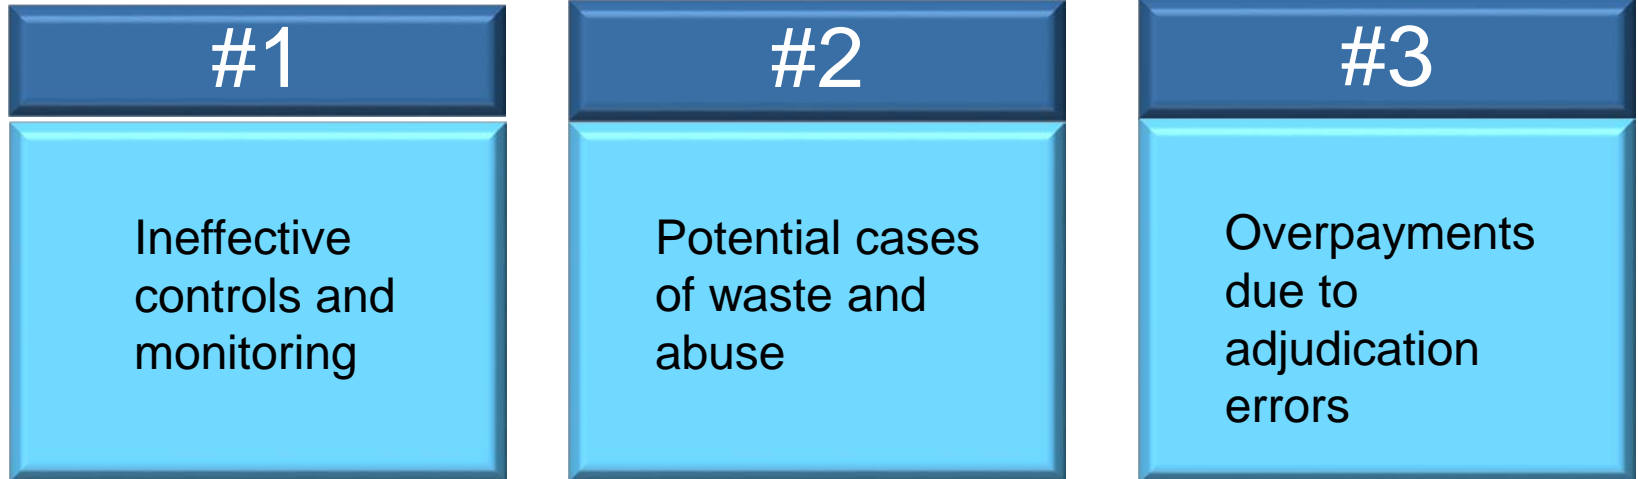 #1
Ineffective
controls and
monitoring
#2
Potential cases
of waste and
abuse
#3
Overpayments
due to
adjudication
errors